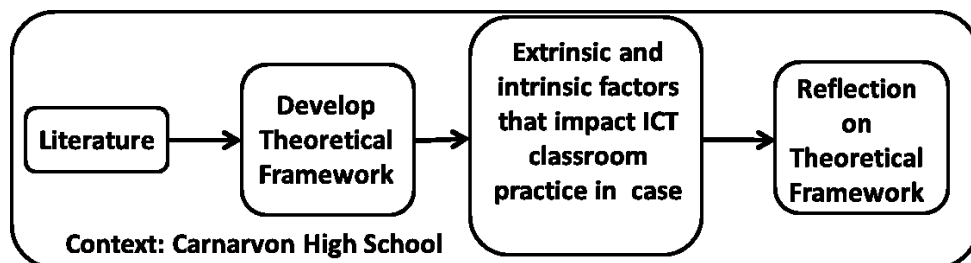 Literature
Develop
Theoretical
Framework
Extrinsic and
intrinsic factors
that impact ICT
classroom
practice in case
Reflection
on
Theoretical
Framework
Context: Carnarvon High School